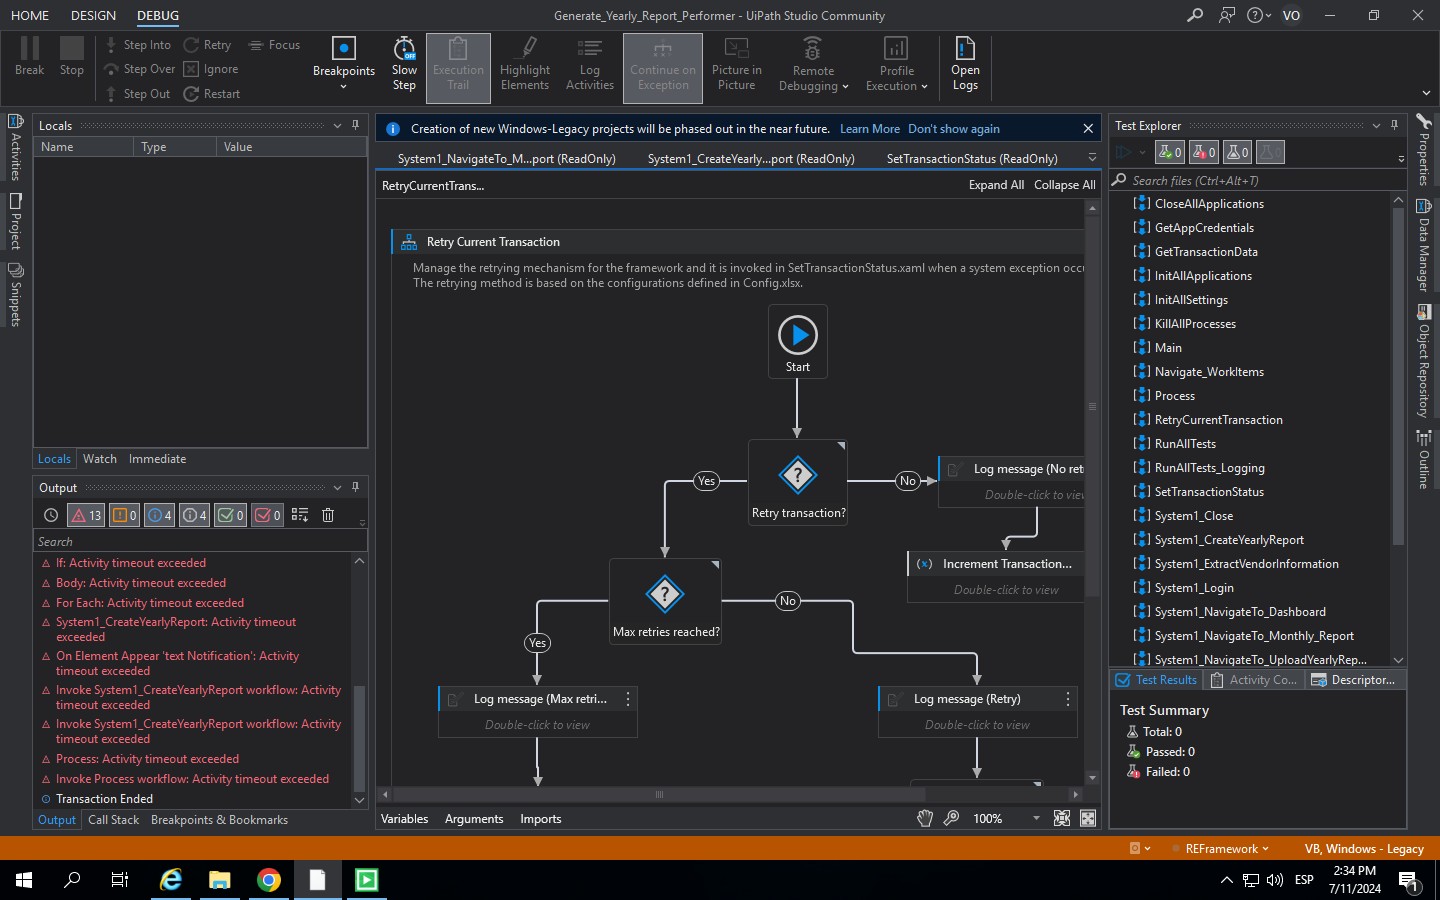 HOME
DESIGN
DEBUG
Generate_Yearly_Report_Performer - UiPath Studio Community
VO
Break
Stop
Step Into
Step Over
Step Out
Retry
Ignore
Restart
Focus
Breakpoints
OFF
Slow
Step
Execution
Trail
Highlight
Elements
Log
Activities
Continue on
Exception
Picture in
Picture
Remote
Debugging
Profile
Execution
Open
Logs
Activities
Project
Snippets
Locals
Name
Type
Value
Locals
Watch
Immediate
Output
13
0
4
4
0
0
Search
If: Activity timeout exceeded
Body: Activity timeout exceeded
For Each: Activity timeout exceeded
System1_CreateYearlyReport: Activity timeout
exceeded
On Element Appear 'text Notification': Activity
timeout exceeded
Invoke System1_CreateYearlyReport workflow: Activity
timeout exceeded
Invoke System1_CreateYearlyReport workflow: Activity
timeout exceeded
Process: Activity timeout exceeded
Invoke Process workflow: Activity timeout exceeded
Transaction Ended
Output
Call Stack
Breakpoints & Bookmarks
Creation of new Windows-Legacy projects will be phased out in the near future.
Learn More
Don't show again
System1_NavigateTo_M...port (ReadOnly)
System1_CreateYearly...port (ReadOnly)
SetTransactionStatus (ReadOnly)
RetryCurrentTrans...
Expand All
Collapse All
Retry Current Transaction
Manage the retrying mechanism for the framework and it is invoked in SetTransactionStatus.xaml when a system exception occu
The retrying method is based on the configurations defined in Config.xlsx.
Start
Yes
Retry transaction?
No
Log message (No retr
Double-click to view
Increment Transaction...
Double-click to view
Max retries reached?
No
Yes
Log message (Max retri...
Double-click to view
Log message (Retry)
Double-click to view
Variables
Arguments
Imports
100%
Test Explorer
0
0
0
0
Search files (Ctrl+Alt+T)
CloseAllApplications
GetAppCredentials
GetTransactionData
InitAllApplications
InitAllSettings
KillAllProcesses
Main
Navigate_WorkItems
Process
RetryCurrentTransaction
RunAllTests
RunAllTests_Logging
SetTransactionStatus
System1_Close
System1_CreateYearlyReport
System1_ExtractVendorInformation
System1_Login
System1_NavigateTo_Dashboard
System1_NavigateTo_Monthly_Report
System1_NavigateTo_UploadYearlyRep...
Test Results
Activity Co...
Descriptor...
Test Summary
Total: 0
Passed: 0
Failed: 0
Properties
Data Manager
Object Repository
Outline
REFramework
VB, Windows - Legacy
ESP
2:34 PM
7/11/2024
1